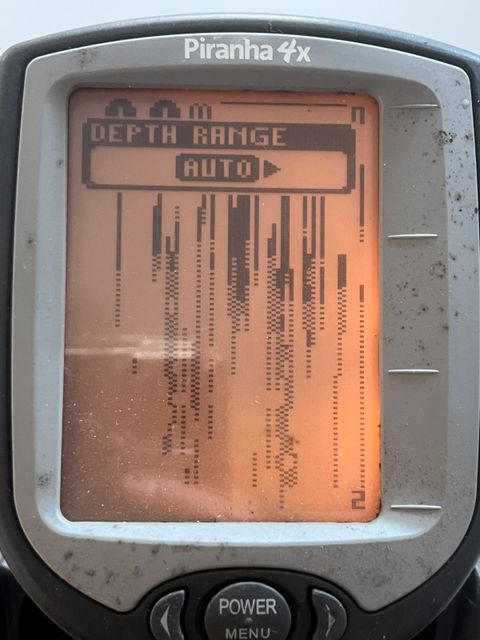 Piranha 4x
DEPTH RANGE
AUTO
2
POWER
MENU